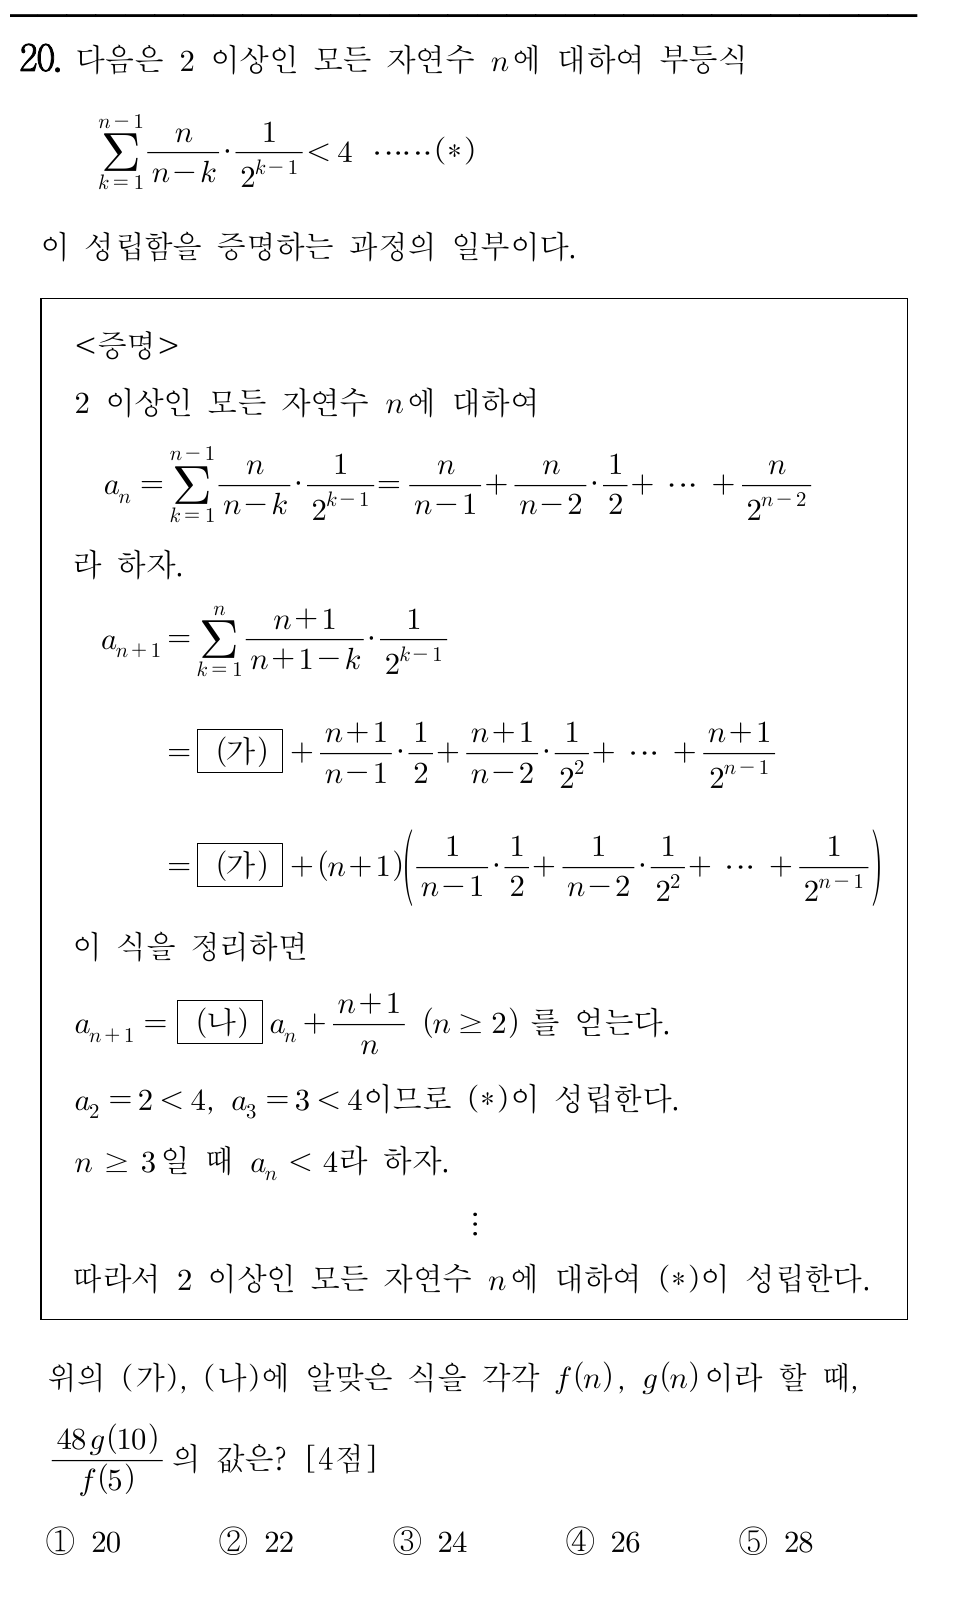 20. 다음은 2 이상인 모든 자연수 n에 대하여 부등식
\sum_{k=1}^{n-1} \frac{n}{n-k} \cdot \frac{1}{2^{k-1}} < 4 ⋯⋯(*)
이 성립함을 증명하는 과정의 일부이다.
<증명>
2 이상인 모든 자연수 n에 대하여
a_n = \sum_{k=1}^{n-1} \frac{n}{n-k} \cdot \frac{1}{2^{k-1}} = \frac{n}{n-1} + \frac{n}{n-2} \cdot \frac{1}{2} + ⋯ + \frac{n}{2^{n-2}}
라 하자.
a_{n+1} = \sum_{k=1}^{n} \frac{n+1}{n+1-k} \cdot \frac{1}{2^{k-1}}
= (가) + \frac{n+1}{n-1} \cdot \frac{1}{2} + \frac{n+1}{n-2} \cdot \frac{1}{2^2} + ⋯ + \frac{n+1}{2^{n-1}}
= (가) + (n+1)\left(\frac{1}{n-1} \cdot \frac{1}{2} + \frac{1}{n-2} \cdot \frac{1}{2^2} + ⋯ + \frac{1}{2^{n-1}}\right)
이 식을 정리하면
a_{n+1} = (나) a_n + \frac{n+1}{n} (n ≥ 2) 를 얻는다.
a_2 = 2 < 4, a_3 = 3 < 4이므로 (*)이 성립한다.
n ≥ 3일 때 a_n < 4라 하자.
⋮
따라서 2 이상인 모든 자연수 n에 대하여 (*)이 성립한다.
위의 (가), (나)에 알맞은 식을 각각 f(n), g(n)이라 할 때,
\frac{48g(10)}{f(5)} 의 값은? [4점]
① 20 ② 22 ③ 24 ④ 26 ⑤ 28